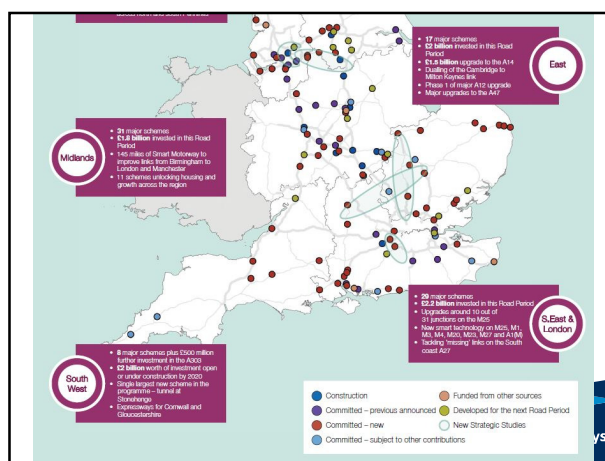 • 17 major schemes
• £2 billion invested in this Road
Period
• £1.5 billion upgrade to the A14
• Dualling of the Cambridge to
Milton Keynes link
• Phase 1 of major A12 upgrade
• Major upgrades to the A47
East
• 31 major schemes
• £1.8 billion invested in this Road
Period
• 145 miles of Smart Motorway to
improve links from Birmingham to
London and Manchester
• 11 schemes unlocking housing and
growth across the region
Midlands
• 29 major schemes
• £2.2 billion invested in this Road Period
• Upgrades around 10 out of
31 junctions on the M25
• New smart technology on M25, M1,
M3, M4, M20, M23, M27 and A1(M)
• Tackling 'missing' links on the South
coast A27
S.East &
London
• 8 major schemes plus £500 million
further investment in the A303
• £2 billion worth of investment open
or under construction by 2020
• Single largest new scheme in the
programme – tunnel at
Stonehenge
• Expressways for Cornwall and
Gloucestershire
South
West
Construction
Committed – previous announced
Committed – new
Committed – subject to other contributions
Funded from other sources
Developed for the next Road Period
New Strategic Studies